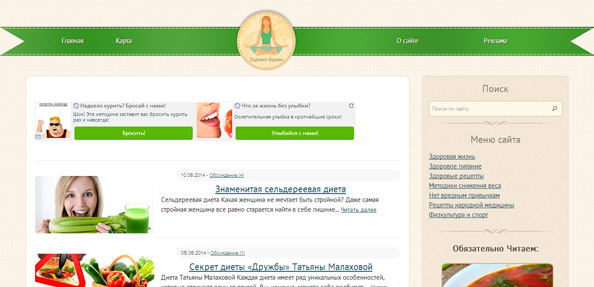 Главная
Карта
Здраво Живи
О сайте
Реклама
Надоело курить? Бросай с нами!
Шок! Эта методика заставит вас бросить курить раз и навсегда!
Бросить!
Что за жизнь без улыбки?
Ослепительная улыбка в кротчайшие сроки!
Улыбайся с нами!
10.06.2014 - Обсуждение (4)
Знаменитая сельдереевая диета
Сельдереевая диета Какая женщина не мечтает быть стройной? Даже самая
стройная женщина все равно старается найти в себе лишние... Читать далее
08.06.2014 - Обсуждение (1)
Секрет диеты «Дружбы» Татьяны Малаховой
Диета Татьяны Малаховой Каждая диета имеет ряд уникальных особенностей,
Поиск
Поиск по сайту
Меню сайта
Здоровая жизнь
Здоровое питание
Здоровые рецепты
Методики снижения веса
Нет вредным привычкам
Рецепты народной медицины
Физкультура и спорт
Обязательно Читаем: